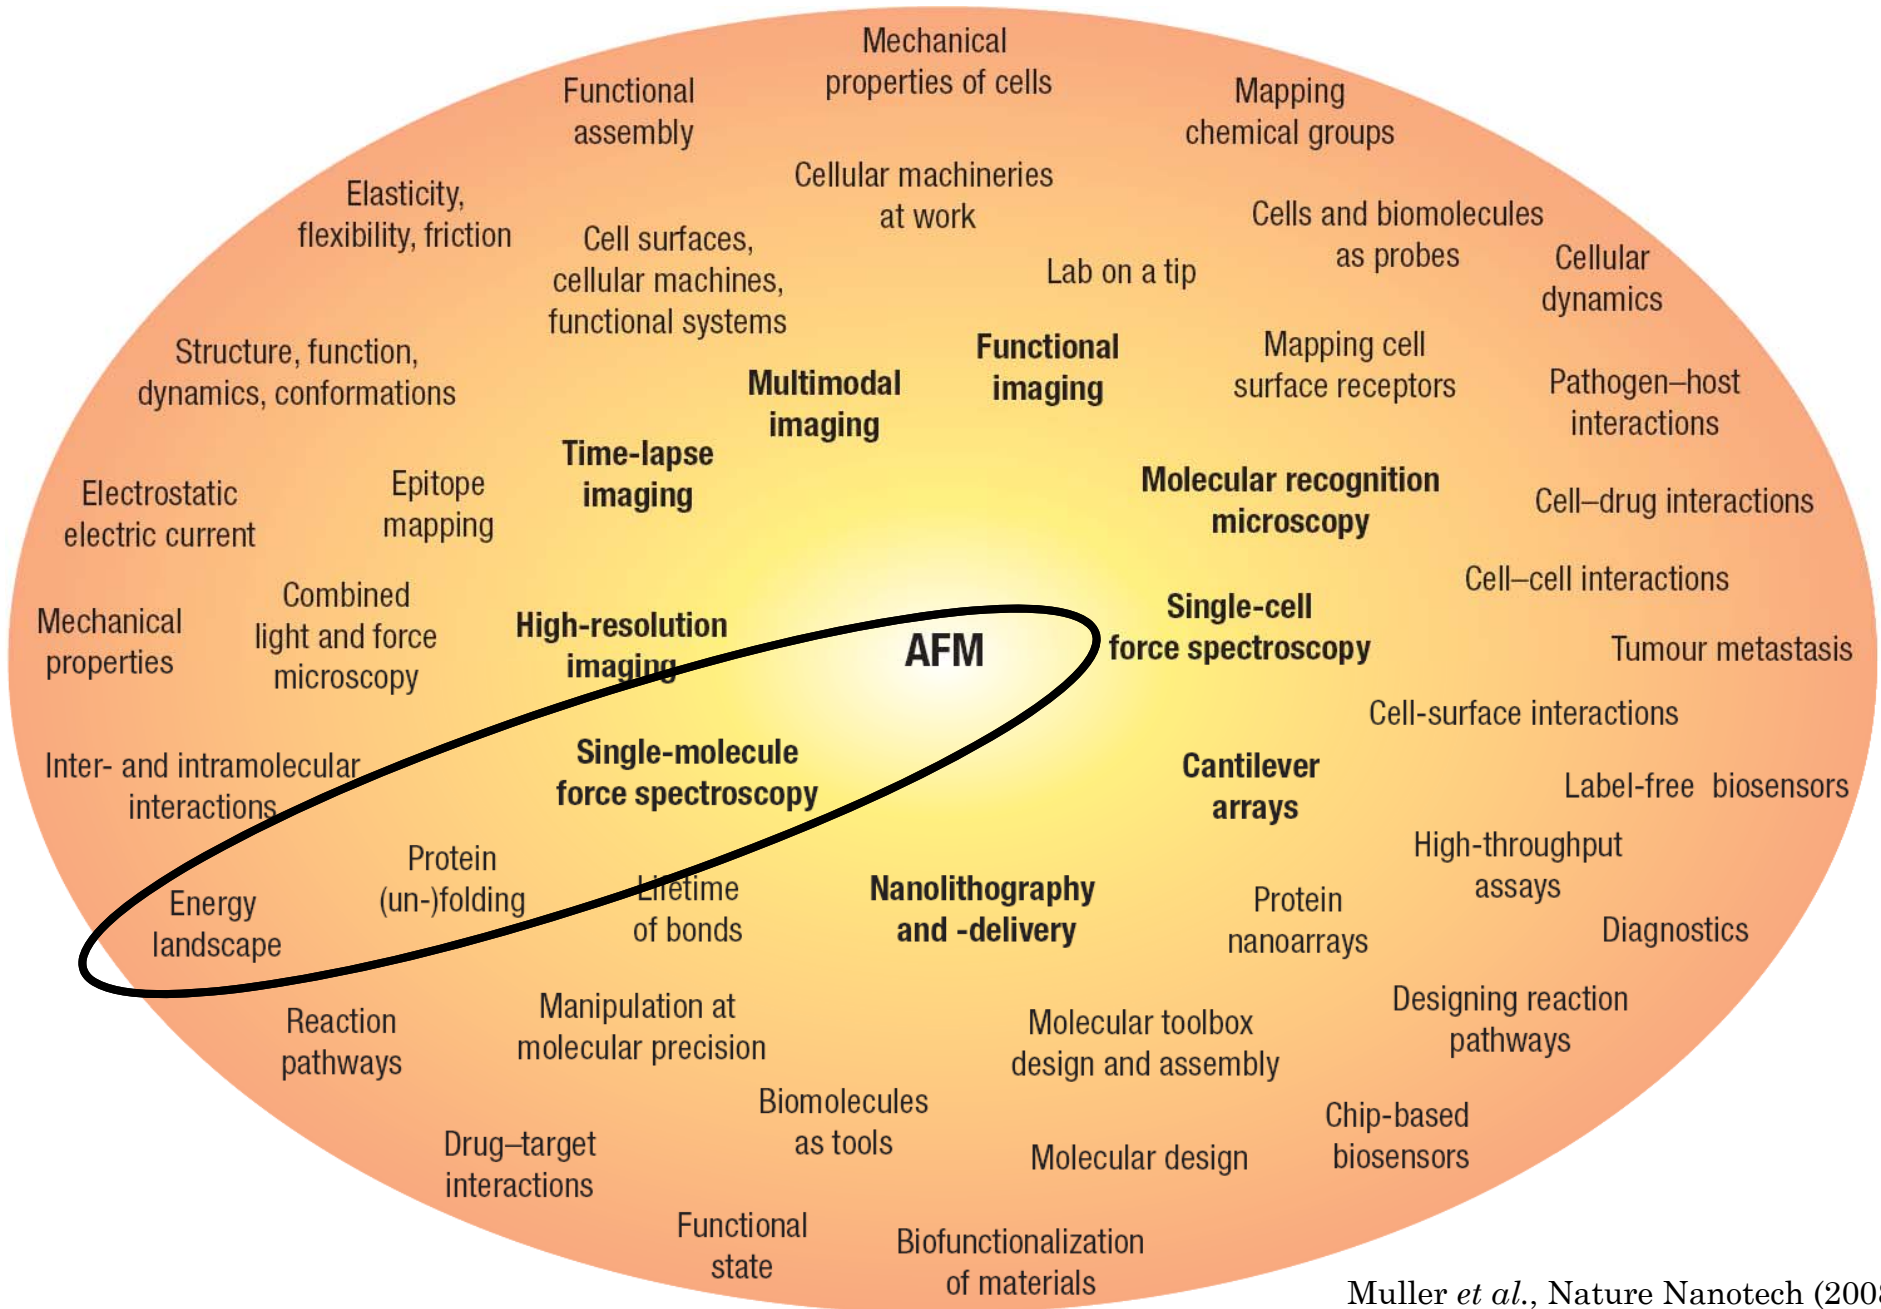 Mechanical
properties of cells
Functional
assembly
Mapping
chemical groups
Elasticity,
flexibility, friction
Cellular machineries
at work
Cell surfaces,
cellular machines,
functional systems
Lab on a tip
Cells and biomolecules
as probes
Cellular
dynamics
Structure, function,
dynamics, conformations
Multimodal
imaging
Functional
imaging
Mapping cell
surface receptors
Pathogen–host
interactions
Time-lapse
imaging
Electrostatic
electric current
Epitope
mapping
Molecular recognition
microscopy
Cell–drug interactions
Mechanical
properties
Combined
light and force
microscopy
High-resolution
imaging
AFM
Single-cell
force spectroscopy
Cell–cell interactions
Tumour metastasis
Cell-surface interactions
Inter- and intramolecular
interactions
Single-molecule
force spectroscopy
Cantilever
arrays
Label-free biosensors
Energy
landscape
Protein
(un-)folding
Lifetime
of bonds
Nanolithography
and -delivery
Protein
nanoarrays
High-throughput
assays
Diagnostics
Reaction
pathways
Manipulation at
molecular precision
Molecular toolbox
design and assembly
Designing reaction
pathways
Drug–target
interactions
Biomolecules
as tools
Molecular design
Chip-based
biosensors
Functional
state
Biofunctionalization
of materials
Muller et al., Nature Nanotech